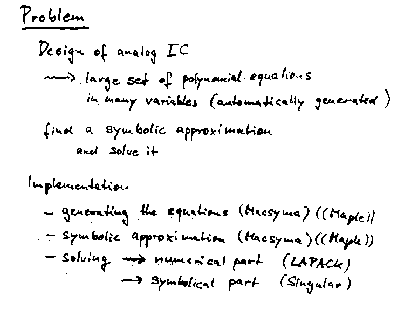 Problem
Design of analog IC
→ large set of polynomial equations
in many variables (automatically generated)
find a symbolic approximation
and solve it
Implementation
- generating the equations (Macsyma) ((Maple))
- symbolic approximation (Macsyma) ((Maple))
- solving → numerical part (LAPACK)
→ symbolical part (Singular)